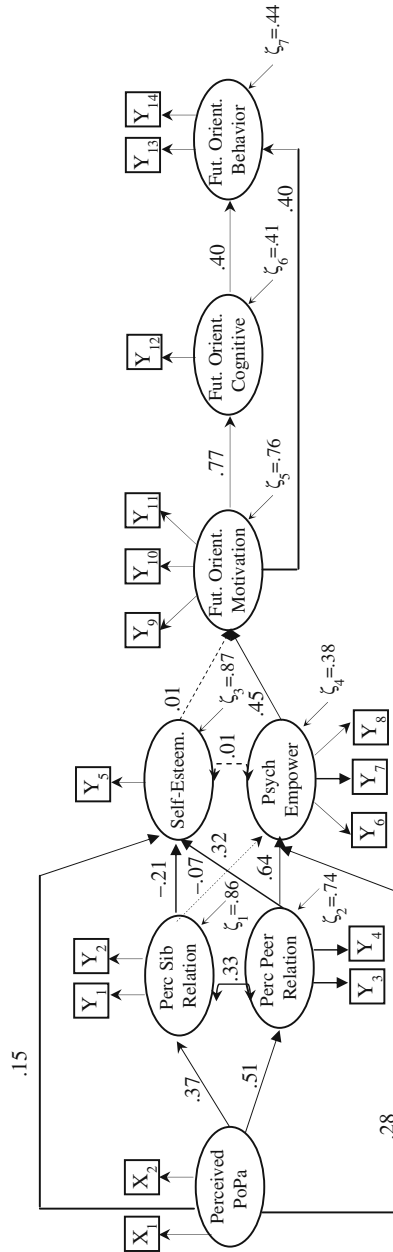 .15
X₁
X₂
Perceived
PoPa
.28
.37
.51
Y₁
Y₂
Perc Sib
Relation
ζ₁=.86
.33
Perc Peer
Relation
ζ₂=.74
Y₃
Y₄
−.21
−.07
.32
.64
Y₅
Self-Esteem.
ζ₃=.87
.01
.01
Psych
Empower
ζ₄=.38
.45
Y₆
Y₇
Y₈
Y₉
Y₁₀
Y₁₁
Fut. Orient.
Motivation
ζ₅=.76
.77
Y₁₂
Fut. Orient.
Cognitive
ζ₆=.41
.40
.40
Y₁₃
Y₁₄
Fut. Orient.
Behavior
ζ₇=.44